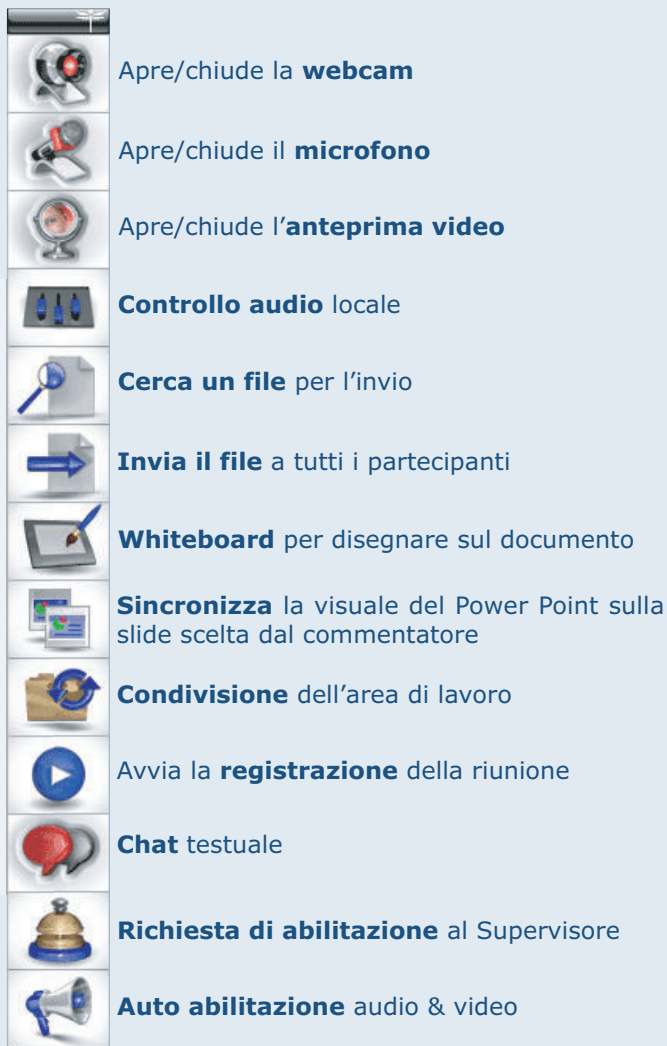 Apre/chiude la webcam
Apre/chiude il microfono
Apre/chiude l’anteprima video
Controllo audio locale
Cerca un file per l’invio
Invia il file a tutti i partecipanti
Whiteboard per disegnare sul documento
Sincronizza la visuale del Power Point sulla
slide scelta dal commentatore
Condivisione dell’area di lavoro
Avvia la registrazione della riunione
Chat testuale
Richiesta di abilitazione al Supervisore
Auto abilitazione audio & video